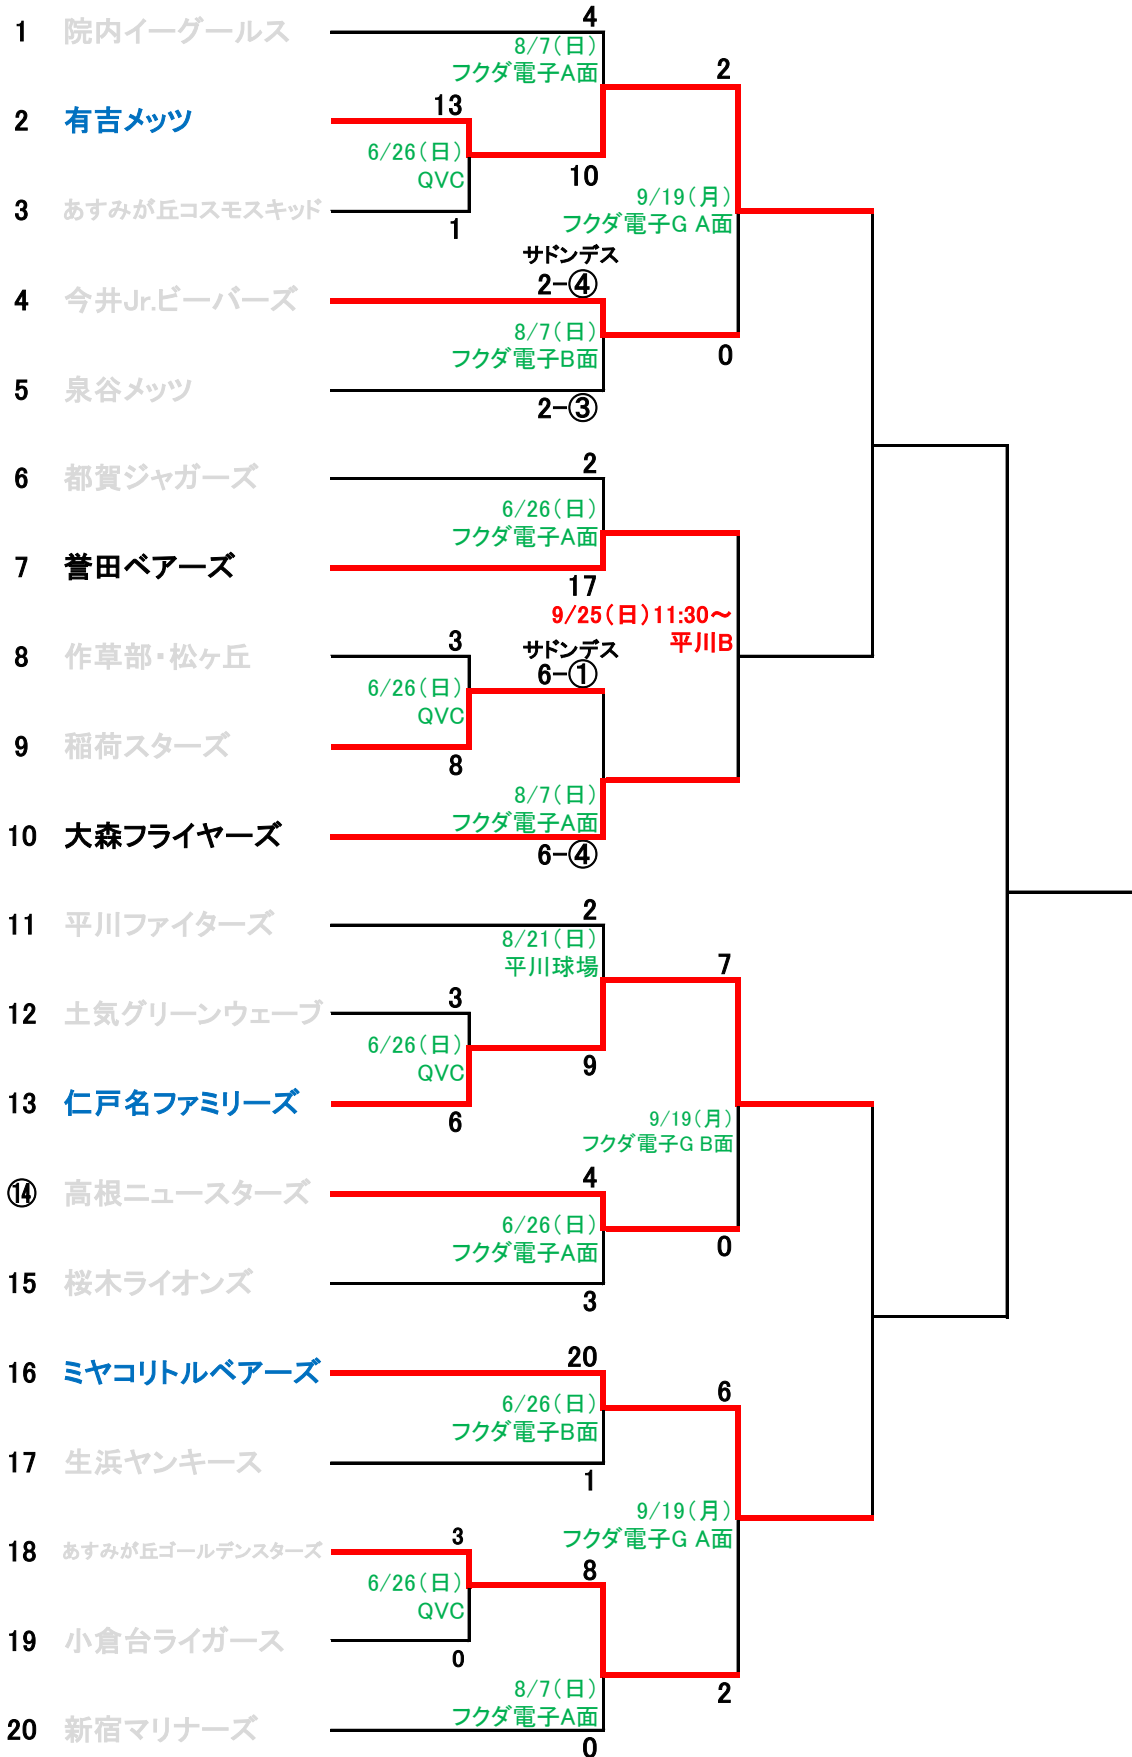 4
1 院内イーグールス
8/7(日)
フクダ電子A面
2
13
2 有吉メッツ
6/26(日)
QVC
10
9/19(月)
フクダ電子G A面
3 あすみが丘コスモスキッド
1
サドンデス
2-④
4 今井Jr.ビーバーズ
8/7(日)
フクダ電子B面
0
5 泉谷メッツ
2-③
2
6 都賀ジャガーズ
6/26(日)
フクダ電子A面
7 誉田ベアーズ
17
9/25(日)11:30～
平川B
3
サドンデス
6-①
8 作草部・松ヶ丘
6/26(日)
QVC
9 稲荷スターズ
8
8/7(日)
フクダ電子A面
10 大森フライヤーズ
6-④
2
11 平川ファイターズ
8/21(日)
平川球場
7
3
12 土気グリーンウェーブ
6/26(日)
QVC
9
13 仁戸名ファミリーズ
6
9/19(月)
フクダ電子G B面
4
⑭ 高根ニュースターズ
6/26(日)
フクダ電子A面
0
15 桜木ライオンズ
3
20
16 ミヤコリトルベアーズ
6/26(日)
フクダ電子B面
6
17 生浜ヤンキース
1
9/19(月)
フクダ電子G A面
3
18 あすみが丘ゴールデンスターズ
8
6/26(日)
QVC
19 小倉台ライガース
0
8/7(日)
フクダ電子A面
2
20 新宿マリナーズ
0